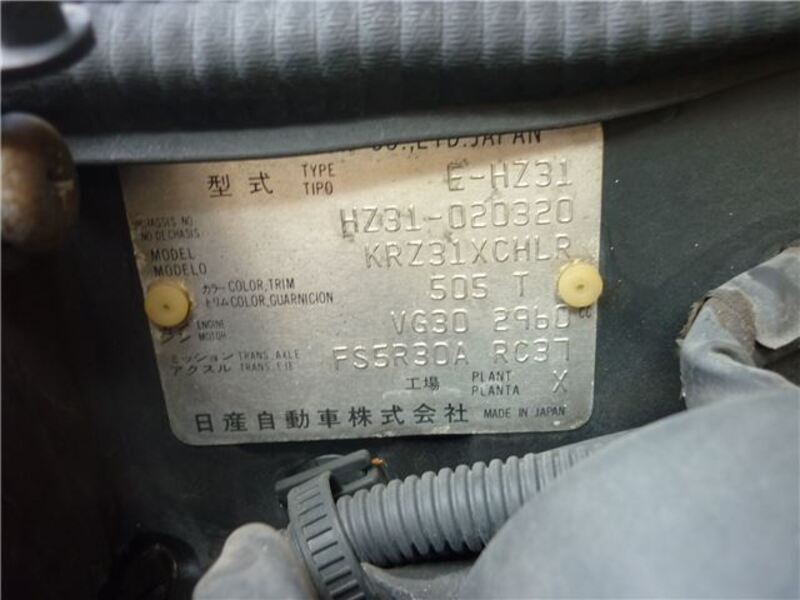 CO.,LTD.JAPAN
型式 TYPE TIPO E-HZ31
CHASSIS NO. NO DE CHASIS HZ31-020320
MODEL MODELO KRZ31XCHLR
カラー COLOR,TRIM トリム COLOR,GUARNICION 505 T
ENGINE MOTOR VG30 2960 cc
ミッション TRANS. AXLE アクスル TRANS. EJE FS5R30A RC37
工場 PLANT PLANTA X
日産自動車株式会社 MADE IN JAPAN